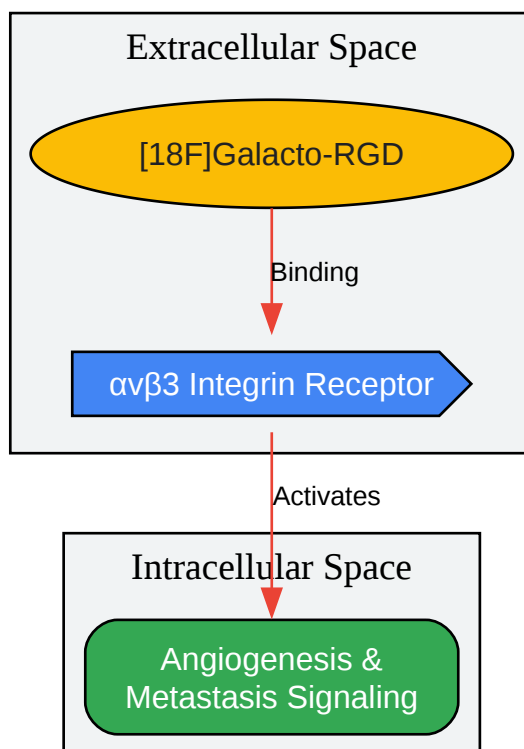 Extracellular Space
[18F]Galacto-RGD
Binding
αvβ3 Integrin Receptor
Activates
Intracellular Space
Angiogenesis &
Metastasis Signaling